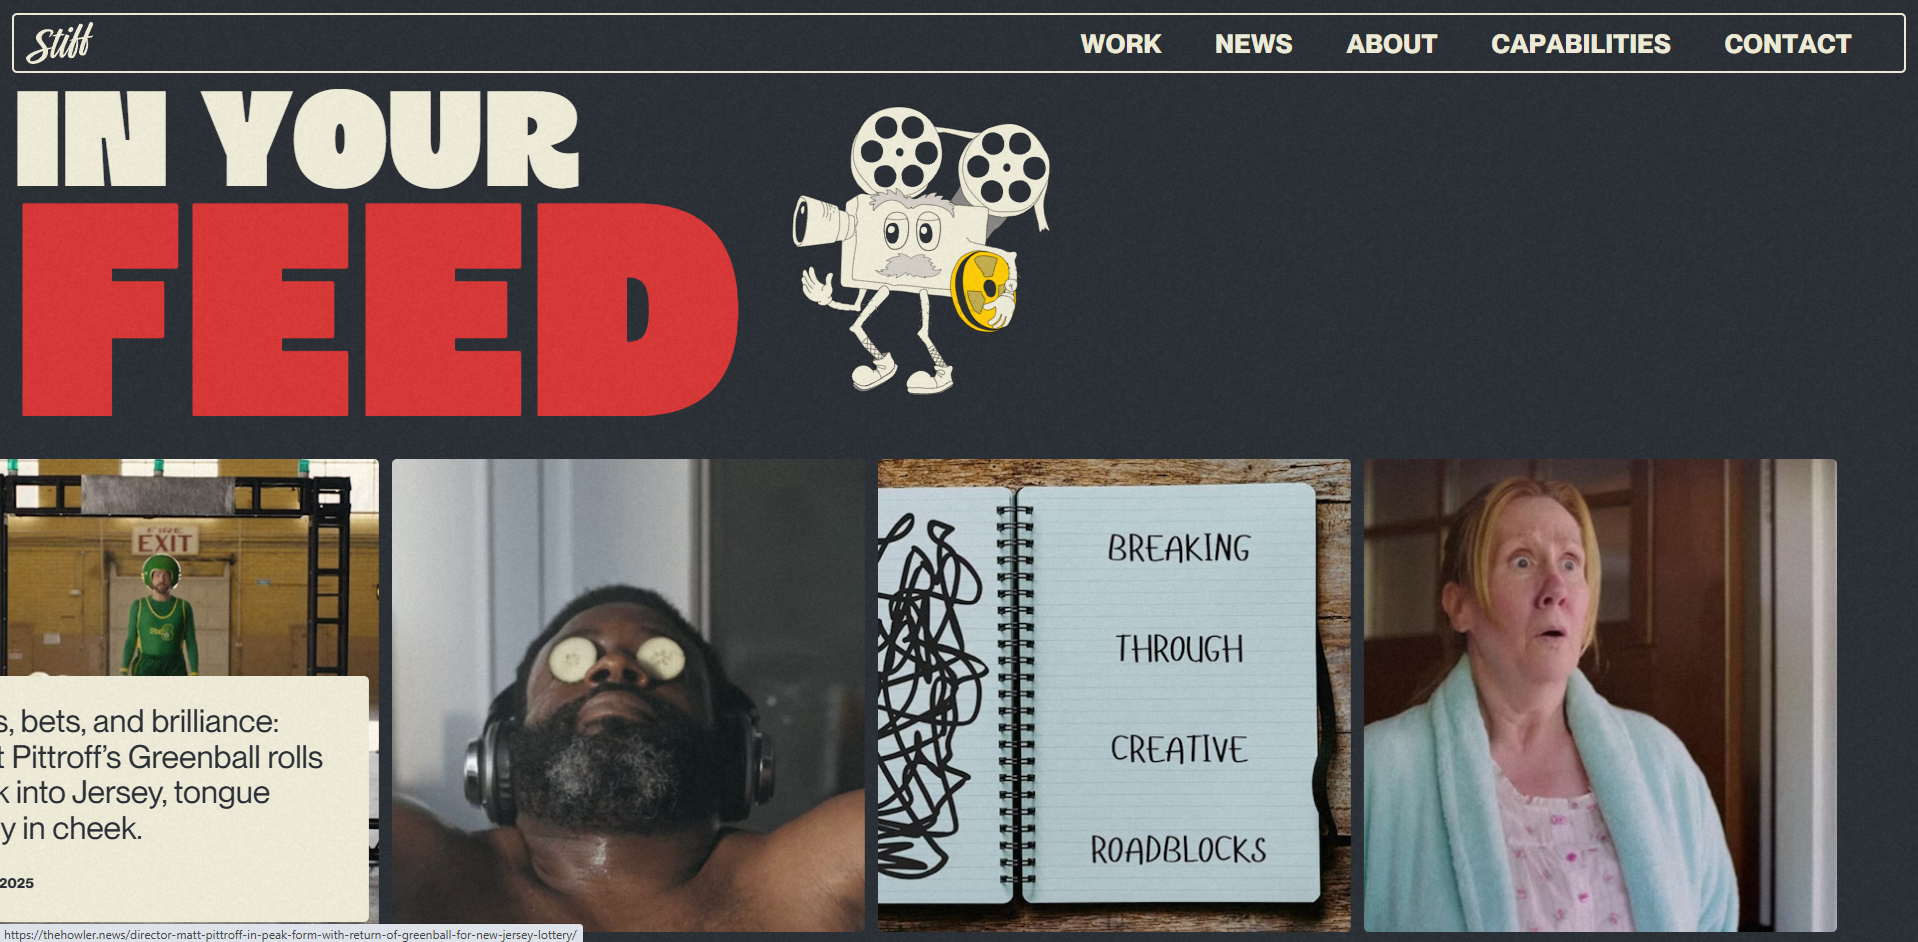 Stiff
WORK NEWS ABOUT CAPABILITIES CONTACT
IN YOUR
FEED
FIRE
EXIT
s, bets, and brilliance:
t Pittroff’s Greenball rolls
k into Jersey, tongue
y in cheek.
2025
BREAKING
THROUGH
CREATIVE
ROADBLOCKS
https://thehowler.news/director-matt-pittroff-in-peak-form-with-return-of-greenball-for-new-jersey-lottery/